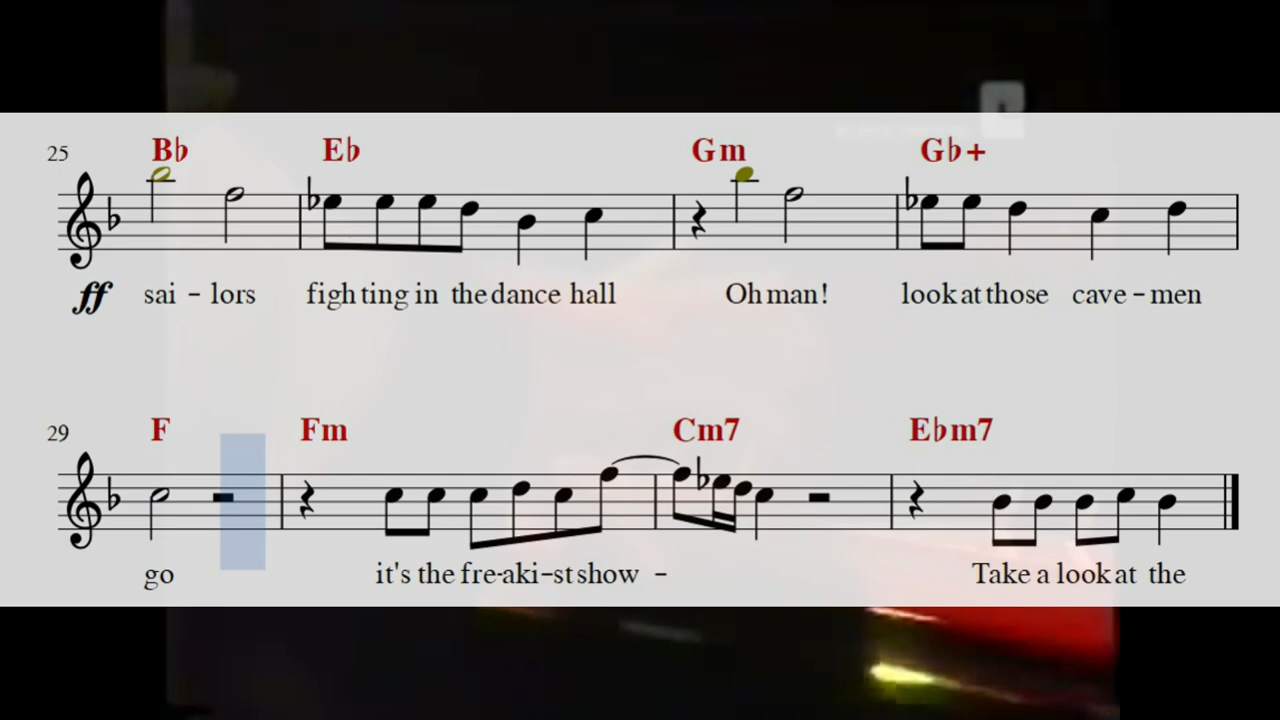 25 B♭ E♭ Gm G♭+
ff sai - lors figh ting in the dance hall Oh man! look at those cave - men
29 F Fm Cm7 E♭m7
go it's the fre-aki-st show - Take a look at the